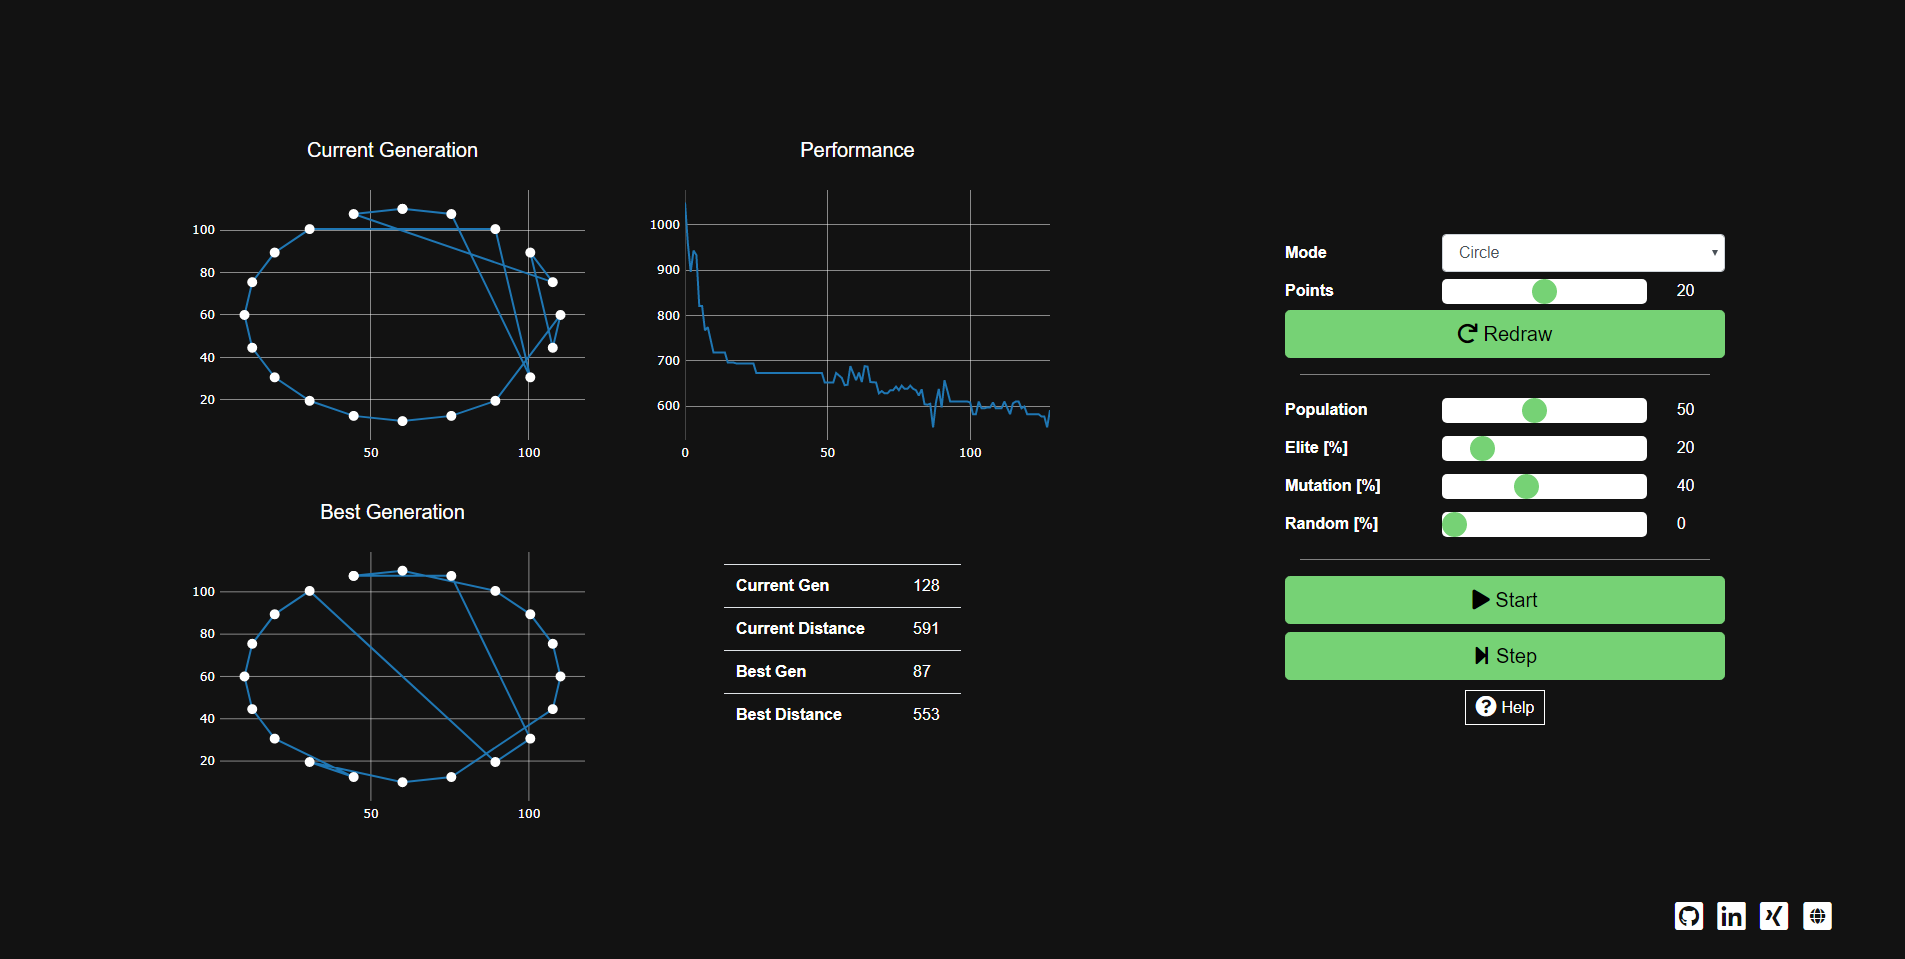 Current Generation
100
80
60
40
20
50 100
Performance
1000
900
800
700
600
0 50 100
Best Generation
100
80
60
40
20
50 100
Current Gen 128
Current Distance 591
Best Gen 87
Best Distance 553
Mode Circle
Points 20
Redraw
Population 50
Elite [%] 20
Mutation [%] 40
Random [%] 0
Start
Step
? Help
in